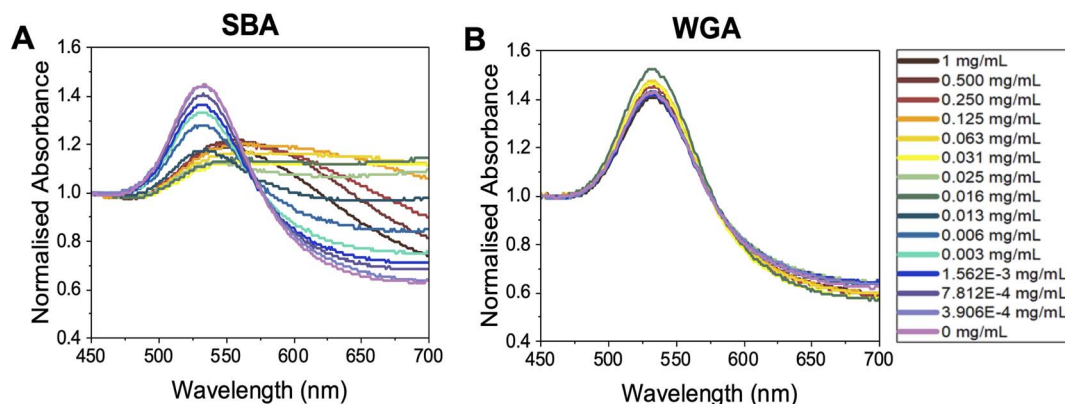 A
SBA
Normalised Absorbance
1.6
1.4
1.2
1.0
0.8
0.6
0.4
450
500
550
600
650
700
Wavelength (nm)
B
WGA
Normalised Absorbance
1.6
1.4
1.2
1.0
0.8
0.6
0.4
450
500
550
600
650
700
Wavelength (nm)
1 mg/mL
0.500 mg/mL
0.250 mg/mL
0.125 mg/mL
0.063 mg/mL
0.031 mg/mL
0.025 mg/mL
0.016 mg/mL
0.013 mg/mL
0.006 mg/mL
0.003 mg/mL
1.562E-3 mg/mL
7.812E-4 mg/mL
3.906E-4 mg/mL
0 mg/mL